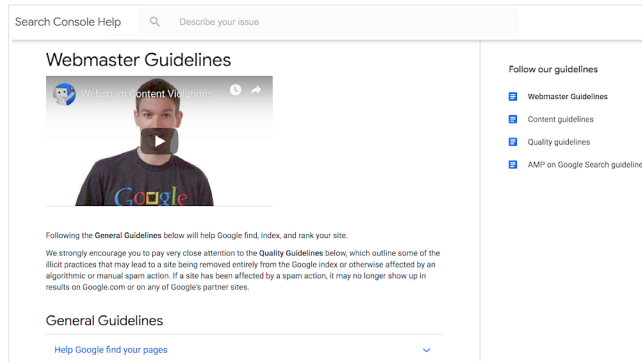 Search Console Help
Describe your issue
Webmaster Guidelines
Webspam Content Violations
Google
Following the General Guidelines below will help Google find, index, and rank your site.
We strongly encourage you to pay very close attention to the Quality Guidelines below, which outline some of the
illicit practices that may lead to a site being removed entirely from the Google index or otherwise affected by an
algorithmic or manual spam action. If a site has been affected by a spam action, it may no longer show up in
results on Google.com or on any of Google's partner sites.
General Guidelines
Help Google find your pages
Follow our guidelines
Webmaster Guidelines
Content guidelines
Quality guidelines
AMP on Google Search guideline